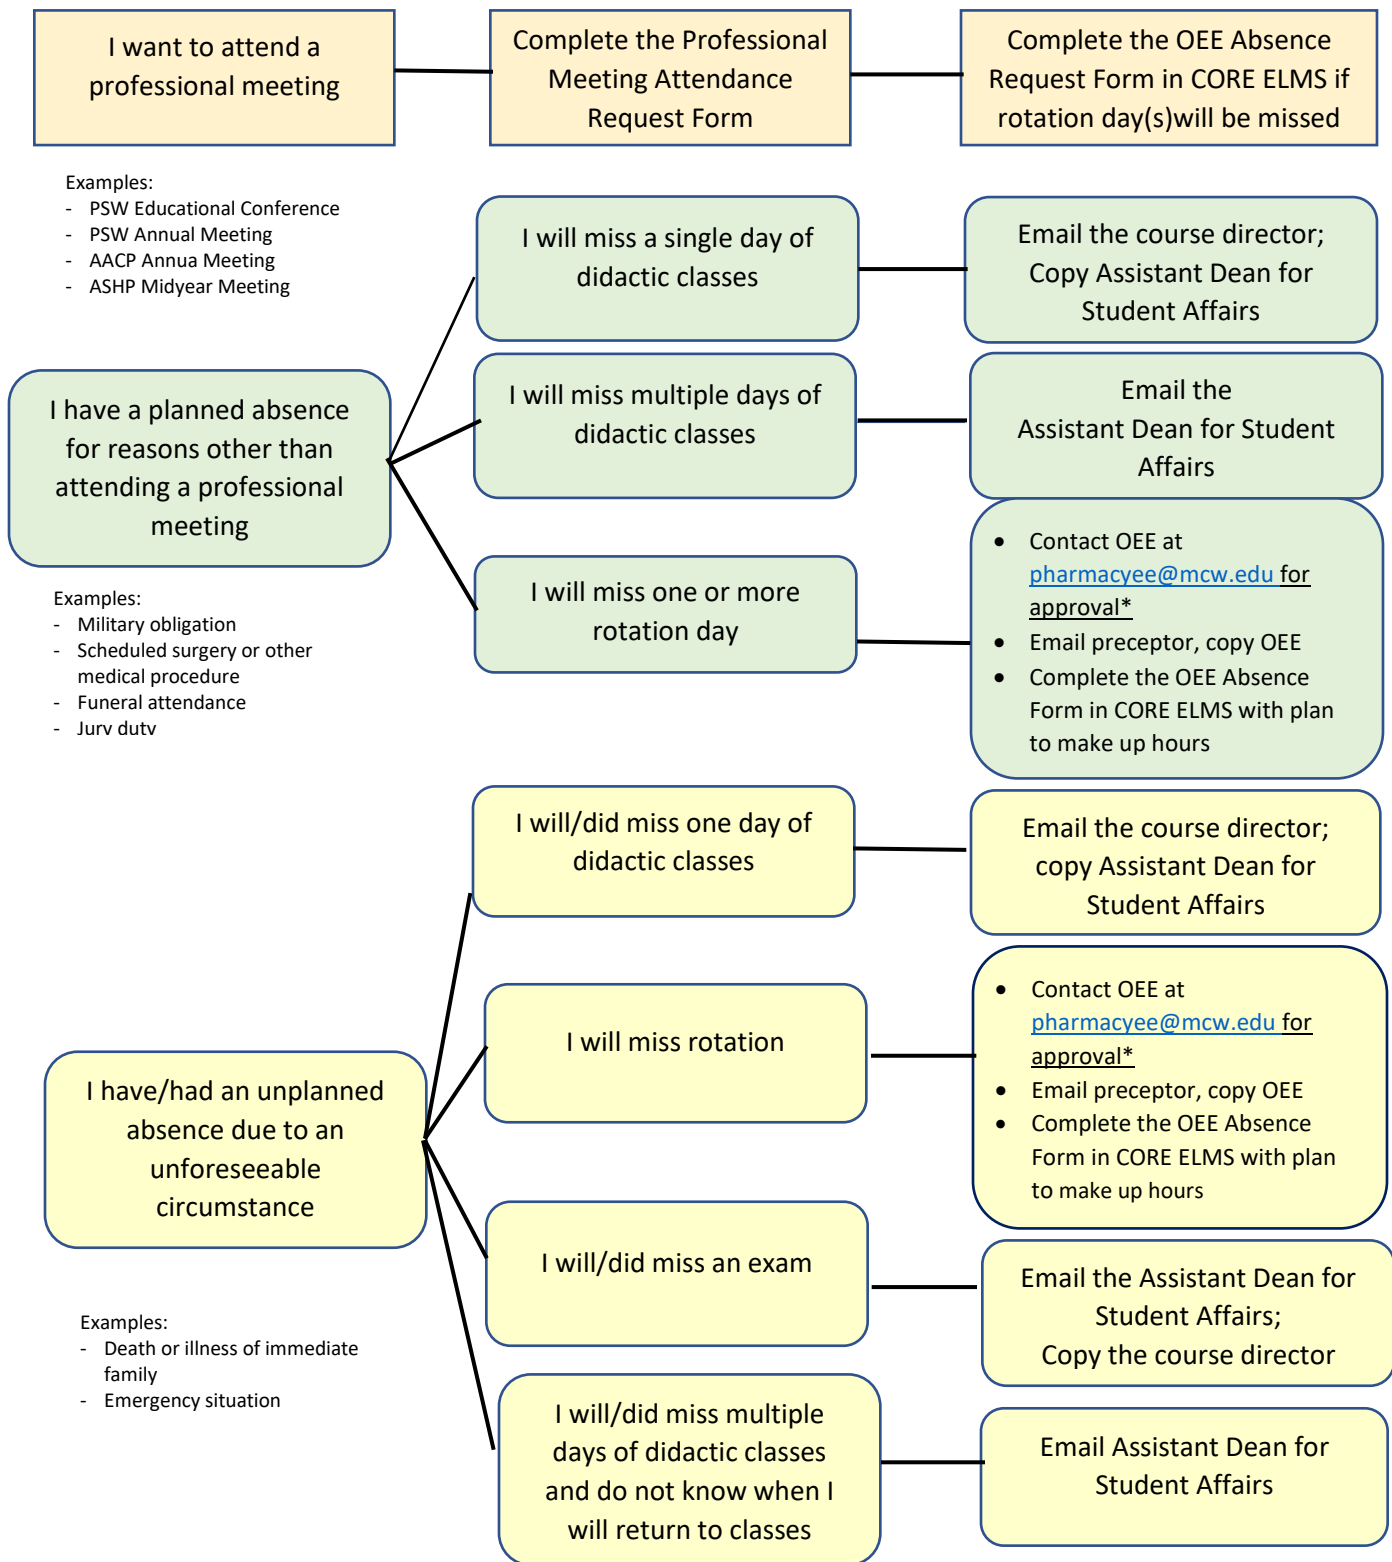 I want to attend a
professional meeting
Complete the Professional
Meeting Attendance
Request Form
Complete the OEE Absence
Request Form in CORE ELMS if
rotation day(s)will be missed
Examples:
- PSW Educational Conference
- PSW Annual Meeting
- AACP Annua Meeting
- ASHP Midyear Meeting
I have a planned absence
for reasons other than
attending a professional
meeting
Examples:
- Military obligation
- Scheduled surgery or other
medical procedure
- Funeral attendance
- Jury duty
I will miss a single day of
didactic classes
Email the course director;
Copy Assistant Dean for
Student Affairs
I will miss multiple days of
didactic classes
Email the
Assistant Dean for Student
Affairs
I will miss one or more
rotation day
• Contact OEE at
pharmacyee@mcw.edu for
approval*
• Email preceptor, copy OEE
• Complete the OEE Absence
Form in CORE ELMS with plan
to make up hours
I have/had an unplanned
absence due to an
unforeseeable
circumstance
Examples:
- Death or illness of immediate
family
- Emergency situation
I will/did miss one day of
didactic classes
Email the course director;
copy Assistant Dean for
Student Affairs
I will miss rotation
• Contact OEE at
pharmacyee@mcw.edu for
approval*
• Email preceptor, copy OEE
• Complete the OEE Absence
Form in CORE ELMS with plan
to make up hours
I will/did miss an exam
Email the Assistant Dean for
Student Affairs;
Copy the course director
I will/did miss multiple
days of didactic classes
and do not know when I
will return to classes
Email Assistant Dean for
Student Affairs